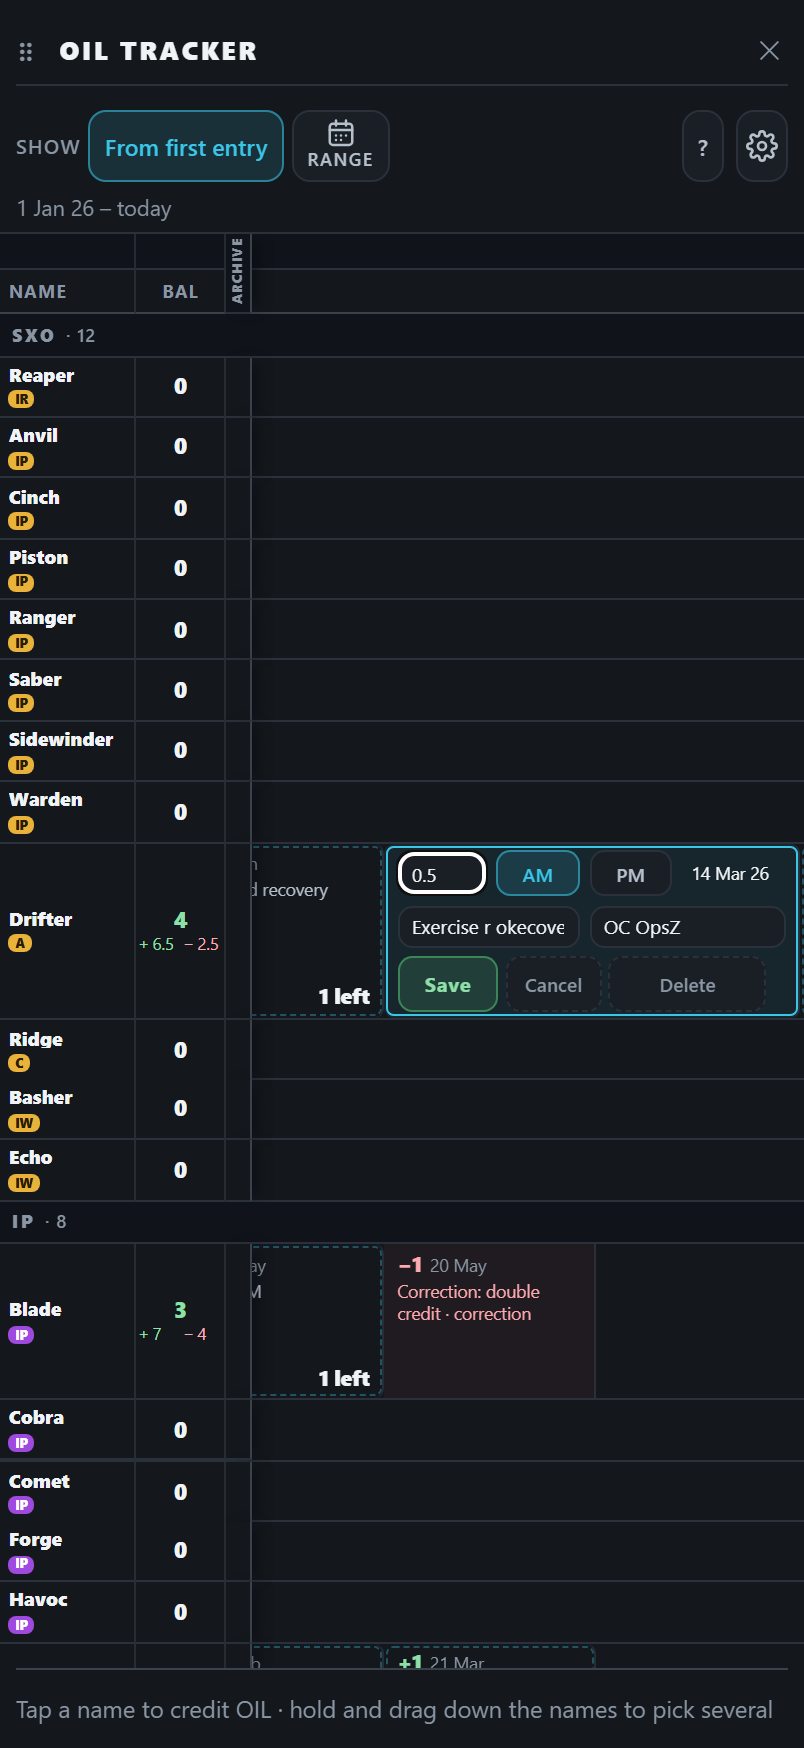 OIL TRACKER
SHOW
From first entry
RANGE
?
1 Jan 26 – today
NAME
BAL
ARCHIVE
SXO · 12
Reaper
IR
0
Anvil
IP
0
Cinch
IP
0
Piston
IP
0
Ranger
IP
0
Saber
IP
0
Sidewinder
IP
0
Warden
IP
0
Drifter
A
4
+ 6.5 – 2.5
recovery
1 left
0.5
AM
PM
14 Mar 26
Exercise r okecove
OC OpsZ
Save
Cancel
Delete
Ridge
C
0
Basher
IW
0
Echo
IW
0
IP · 8
Blade
IP
3
+ 7 – 4
ay
M
1 left
–1 20 May
Correction: double
credit · correction
Cobra
IP
0
Comet
IP
0
Forge
IP
0
Havoc
IP
0
+1 21 Mar
Tap a name to credit OIL · hold and drag down the names to pick several